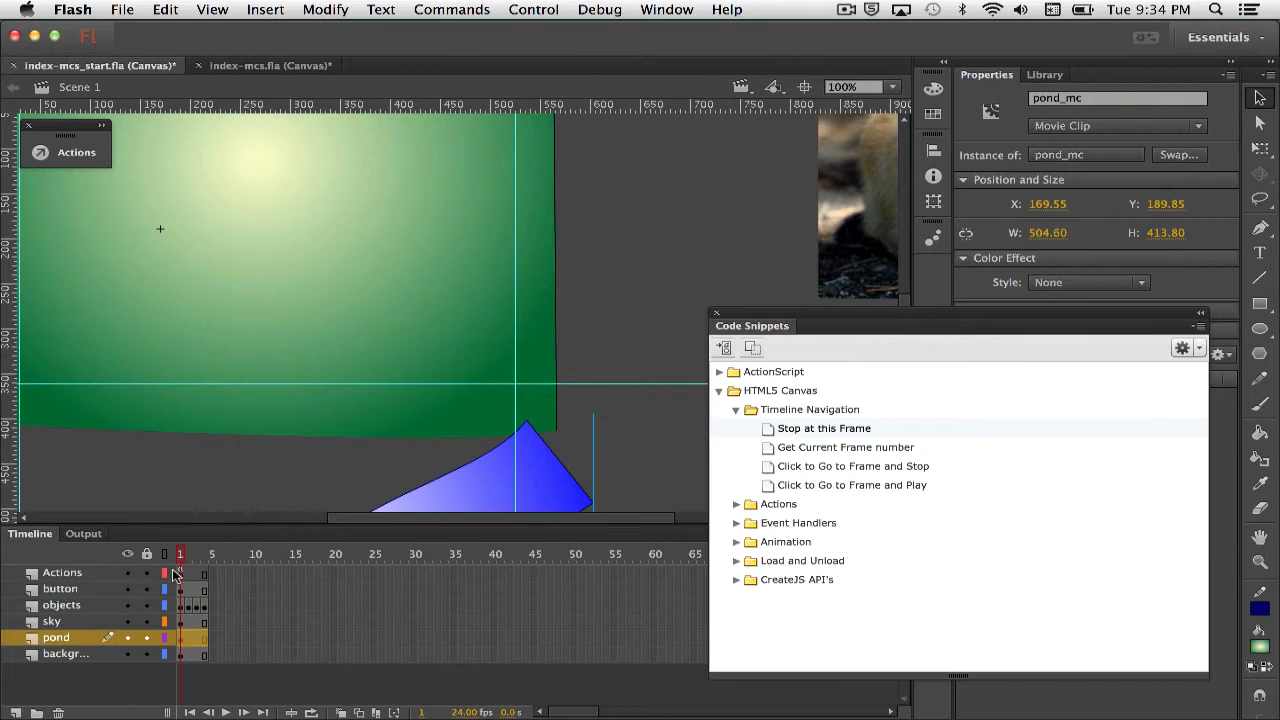 Flash File Edit View Insert Modify Text Commands Control Debug Window Help Tue 9:34 PM
Fl Essentials
index-mcs_start.fla (Canvas)* index-mcs.fla (Canvas)*
Properties Library
Scene 1 100%
pond_mc
Movie Clip
50 100 150 200 250 300 350 400 450 500 550 600 650 700 750 800 850 900
Actions
Instance of: pond_mc Swap...
Position and Size
X: 169.55 Y: 189.85
W: 504.60 H: 413.80
Color Effect
Style: None
Code Snippets
ActionScript
HTML5 Canvas
Timeline Navigation
Stop at this Frame
Get Current Frame number
Click to Go to Frame and Stop
Click to Go to Frame and Play
Actions
Event Handlers
Animation
Load and Unload
CreateJS API's
Timeline Output
1 5 10 15 20 25 30 35 40 45 50 55 60 65
Actions
button
objects
sky
pond
backgr...
1 24.00 fps 0.0 s